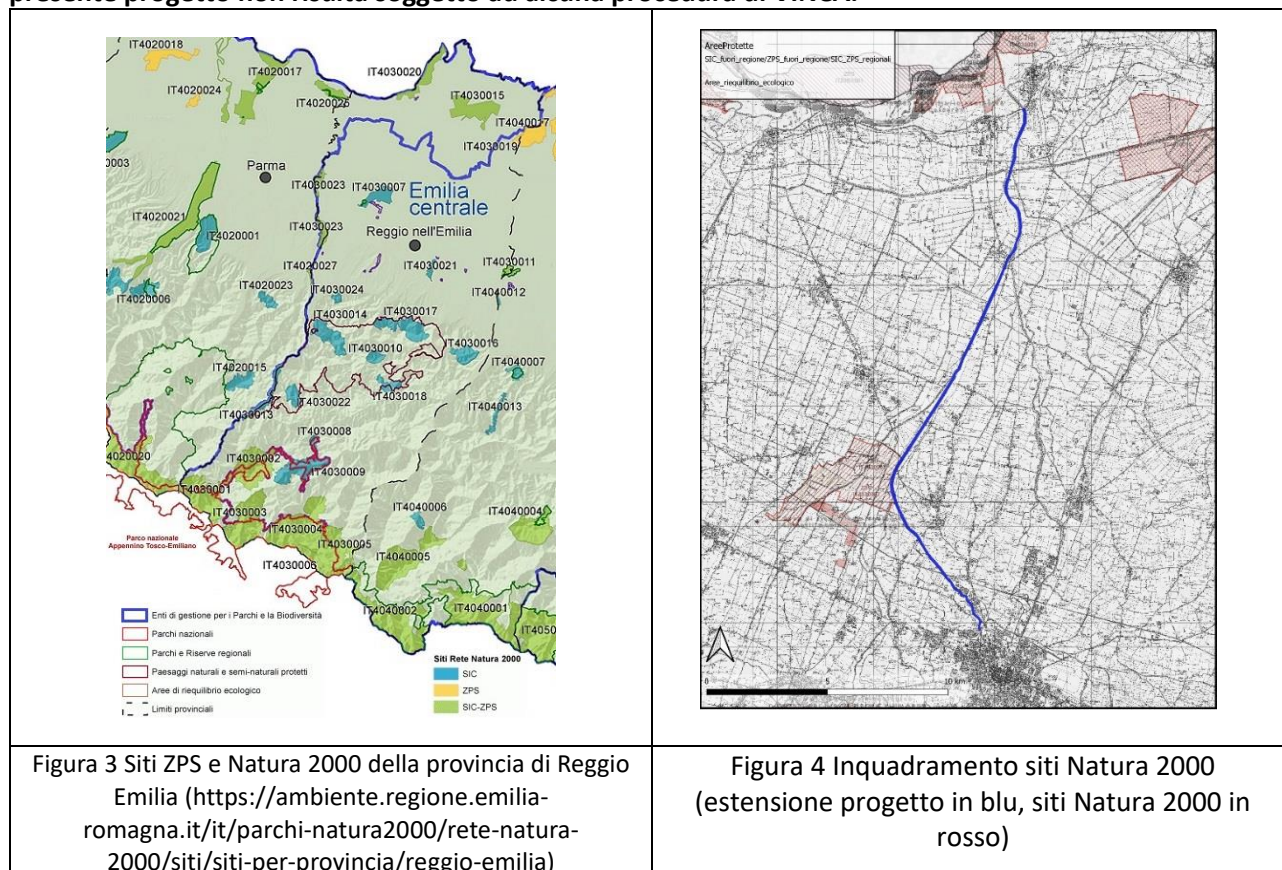 presente progetto non risulta soggetto ad alcuna procedura di VINCA.
IT4020018
IT4020017
IT4030020
IT4020024
IT4020025
IT4030015
IT4040017
IT4030019
Parma
IT4030023
IT4030007
Emilia
centrale
IT4020021
IT4020001
IT4030023
Reggio nell'Emilia
IT4020027
IT4030021
IT4030011
IT4020006
IT4020023
IT4030024
IT4040012
IT4030014
IT4030017
IT4030010
IT4030016
IT4040007
IT4020015
IT4030022
IT4030018
IT4040013
IT4030013
IT4030008
4020020
IT4030002
IT4030009
IT4030001
IT4030003
IT4040006
IT4040004
IT4030004
IT4030005
IT4040005
Parco nazionale
Appennino Tosco-Emiliano
IT4030006
IT4040002
IT4040001
IT4050
Enti di gestione per i Parchi e la Biodiversità
Parchi nazionali
Parchi e Riserve regionali
Paesaggi naturali e semi-naturali protetti
Aree di riequilibrio ecologico
Limiti provinciali
Siti Rete Natura 2000
SIC
ZPS
SIC-ZPS
AreeProtette
SIC_fuori_regione/ZPS_fuori_regione/SIC_ZPS_regionali
Aree_riequilibrio_ecologico
0 5 10 km
Figura 3 Siti ZPS e Natura 2000 della provincia di Reggio
Emilia (https://ambiente.regione.emilia-
romagna.it/it/parchi-natura2000/rete-natura-
2000/siti/siti-per-provincia/reggio-emilia)
Figura 4 Inquadramento siti Natura 2000
(estensione progetto in blu, siti Natura 2000 in
rosso)